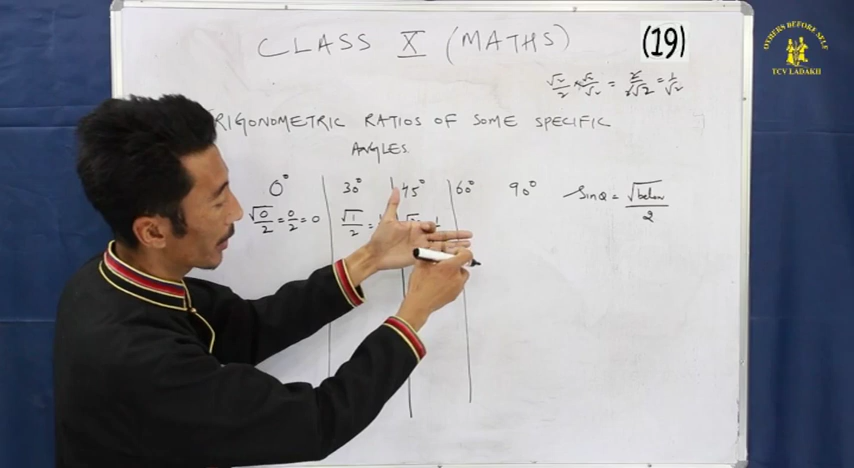 CLASS X (MATHS)
(19)
OTHERS BEFORE SELF
TCV LADAKH
√2/2 × √2/√2 = 2/2√2 = 1/√2
TRIGONOMETRIC RATIOS OF SOME SPECIFIC
ANGLES.
0° 30° 45° 60° 90°
Sinθ = √below/2
√0/2 = 0/2 = 0 √1/2 =